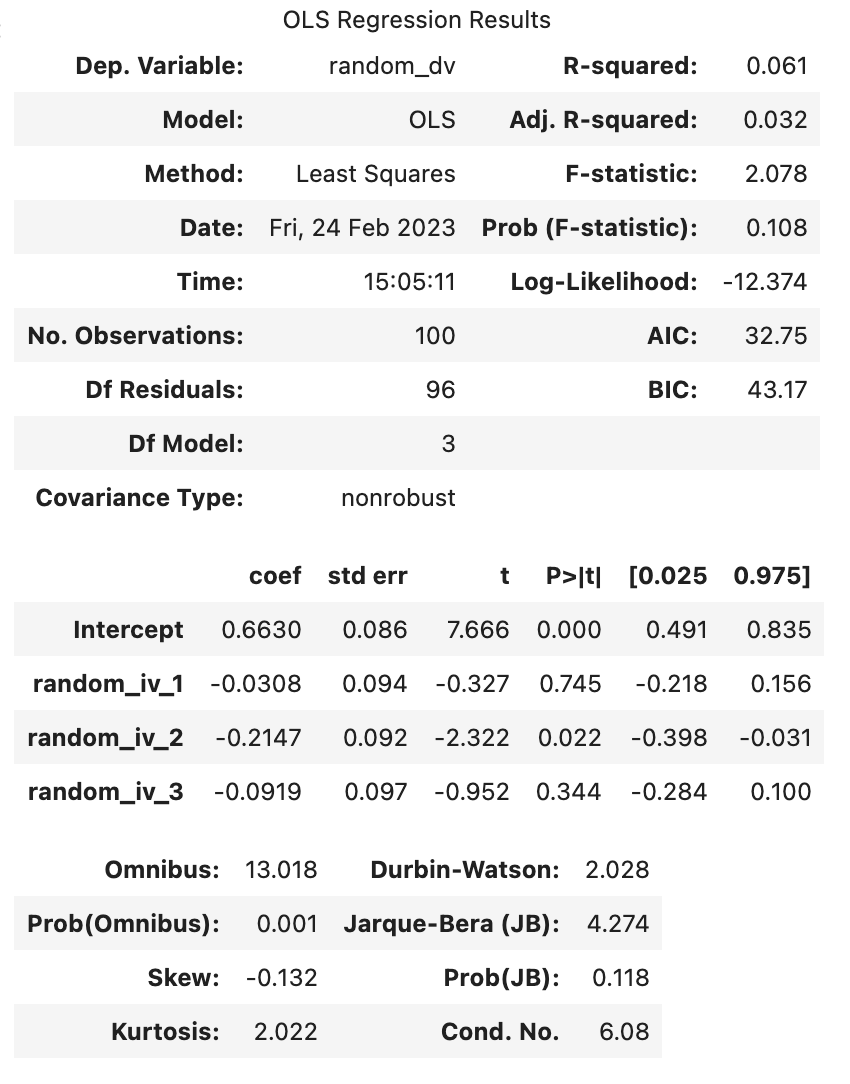 OLS Regression Results
Dep. Variable: random_dv R-squared: 0.061
Model: OLS Adj. R-squared: 0.032
Method: Least Squares F-statistic: 2.078
Date: Fri, 24 Feb 2023 Prob (F-statistic): 0.108
Time: 15:05:11 Log-Likelihood: -12.374
No. Observations: 100 AIC: 32.75
Df Residuals: 96 BIC: 43.17
Df Model: 3
Covariance Type: nonrobust
coef std err t P>|t| [0.025 0.975]
Intercept 0.6630 0.086 7.666 0.000 0.491 0.835
random_iv_1 -0.0308 0.094 -0.327 0.745 -0.218 0.156
random_iv_2 -0.2147 0.092 -2.322 0.022 -0.398 -0.031
random_iv_3 -0.0919 0.097 -0.952 0.344 -0.284 0.100
Omnibus: 13.018 Durbin-Watson: 2.028
Prob(Omnibus): 0.001 Jarque-Bera (JB): 4.274
Skew: -0.132 Prob(JB): 0.118
Kurtosis: 2.022 Cond. No. 6.08